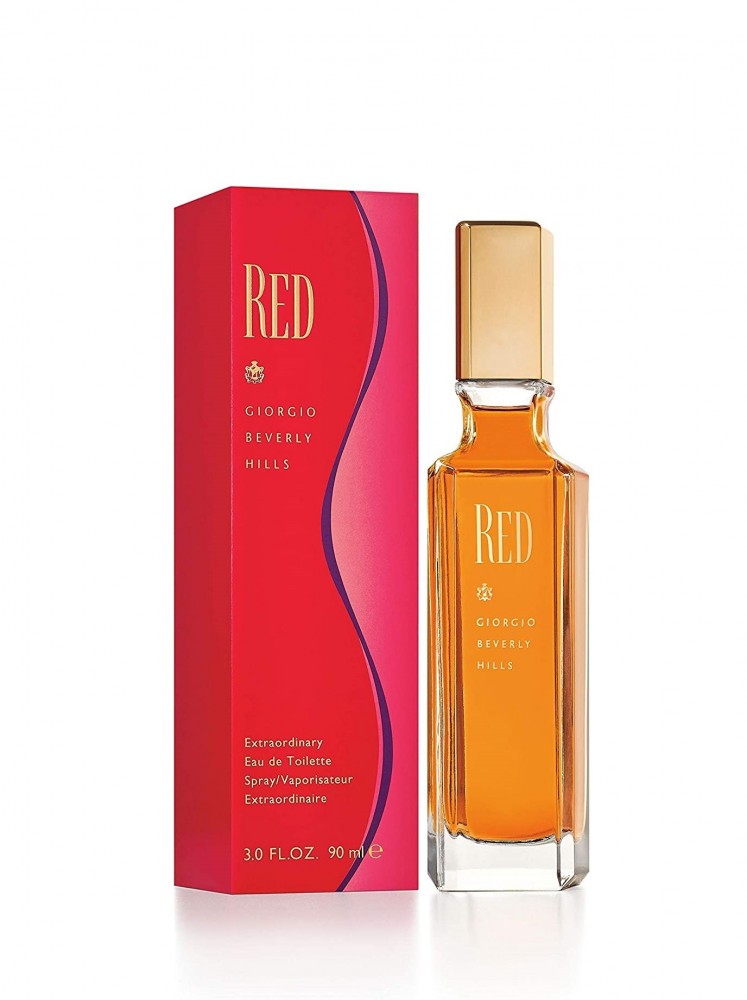 RED
GIORGIO
BEVERLY
HILLS
Extraordinary
Eau de Toilette
Spray/Vaporisateur
Extraordinaire
3.0 FL.OZ. 90 ml ℮
RED
GIORGIO
BEVERLY
HILLS